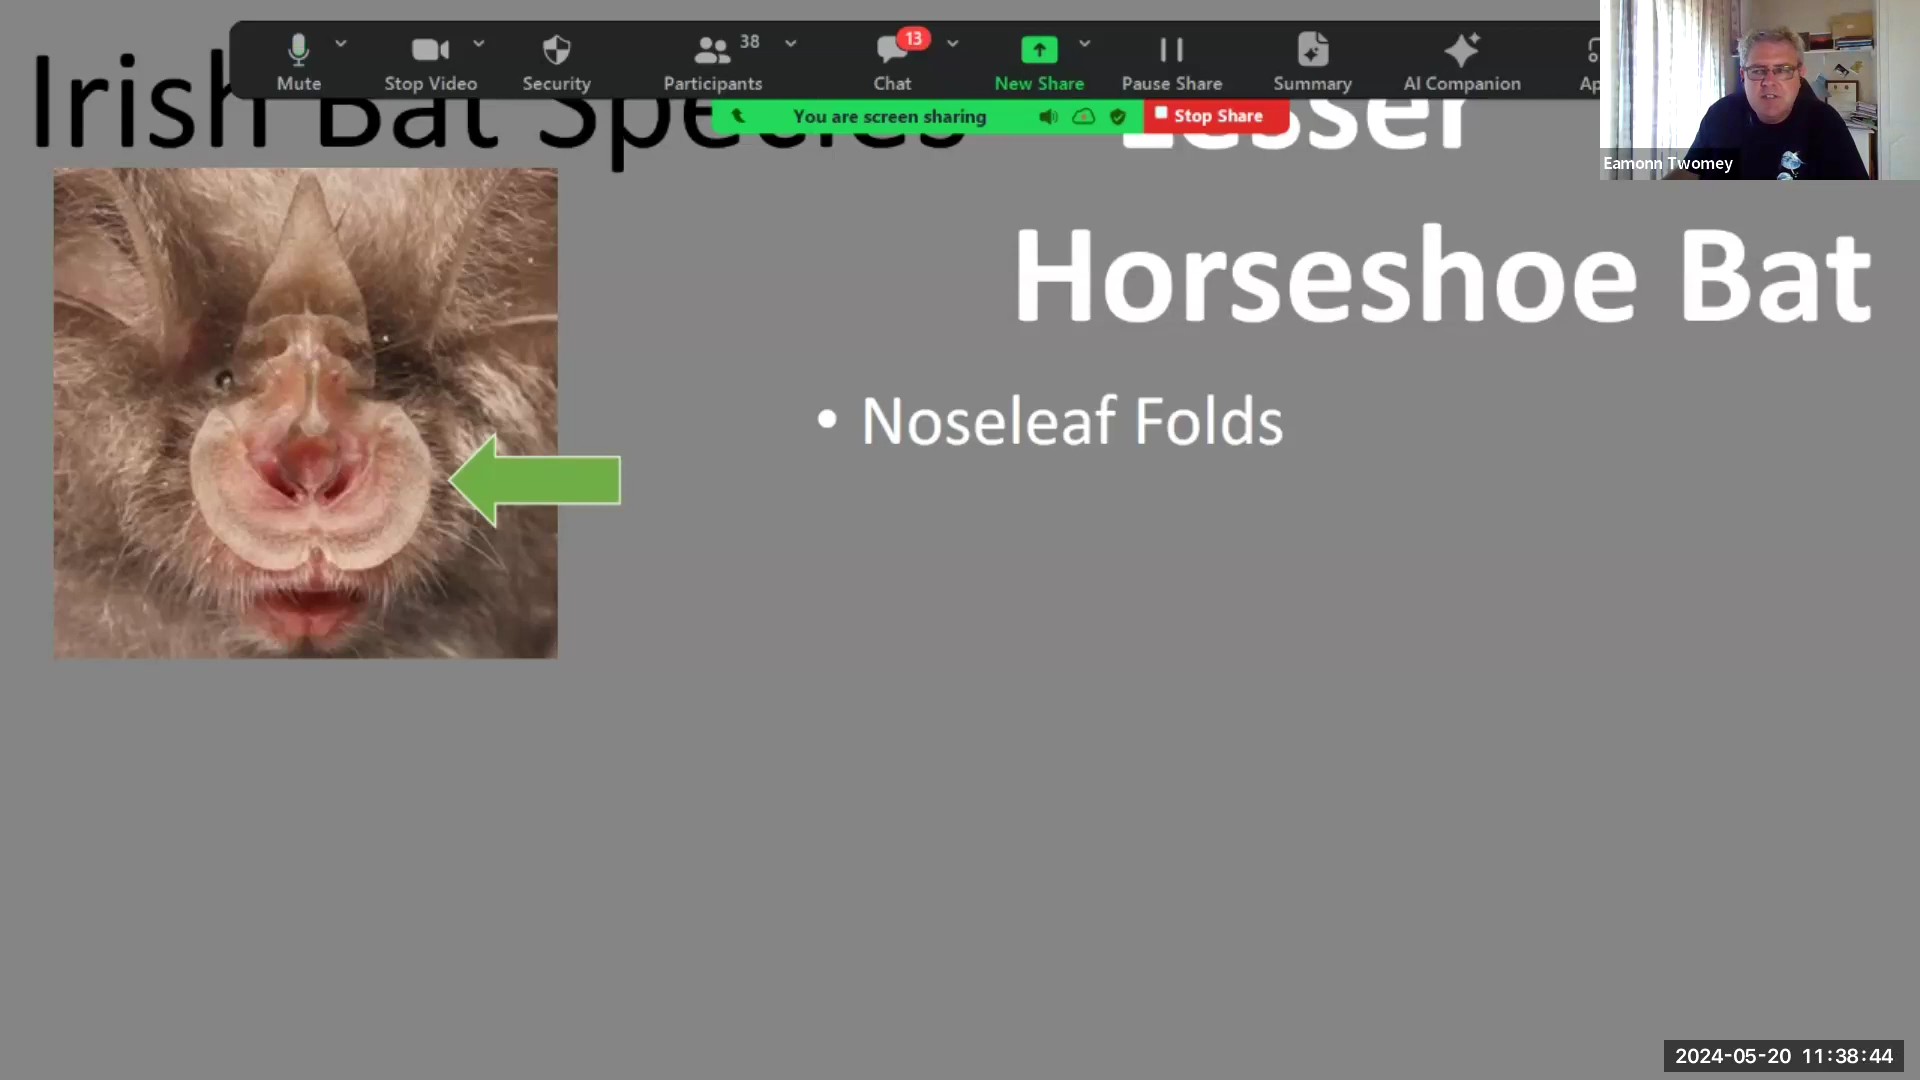 38
13
Mute
Stop Video
Security
Participants
Chat
New Share
Pause Share
Summary
AI Companion
You are screen sharing
Stop Share
Eamonn Twomey
Irish Bat Species
Lesser
Horseshoe Bat
• Noseleaf Folds
2024-05-20 11:38:44